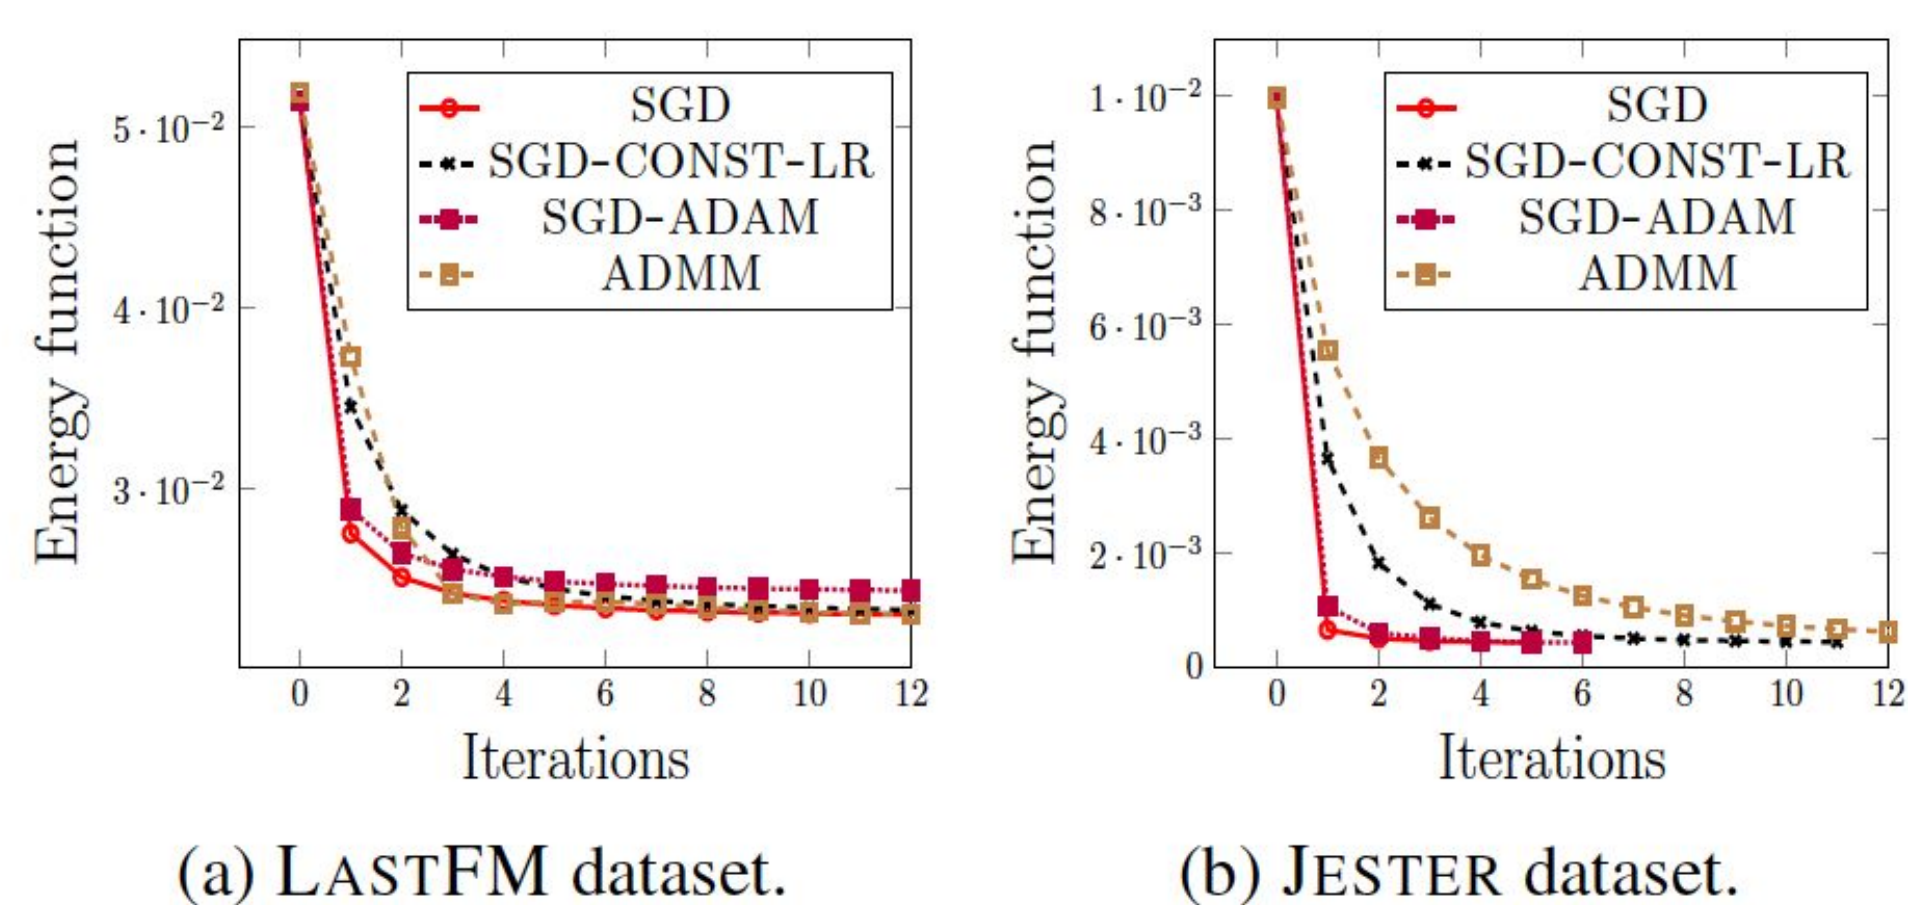 Energy function
5·10⁻²
4·10⁻²
3·10⁻²
SGD
SGD-CONST-LR
SGD-ADAM
ADMM
0 2 4 6 8 10 12
Iterations
(a) LASTFM dataset.
Energy function
1·10⁻²
8·10⁻³
6·10⁻³
4·10⁻³
2·10⁻³
0
SGD
SGD-CONST-LR
SGD-ADAM
ADMM
0 2 4 6 8 10 12
Iterations
(b) JESTER dataset.